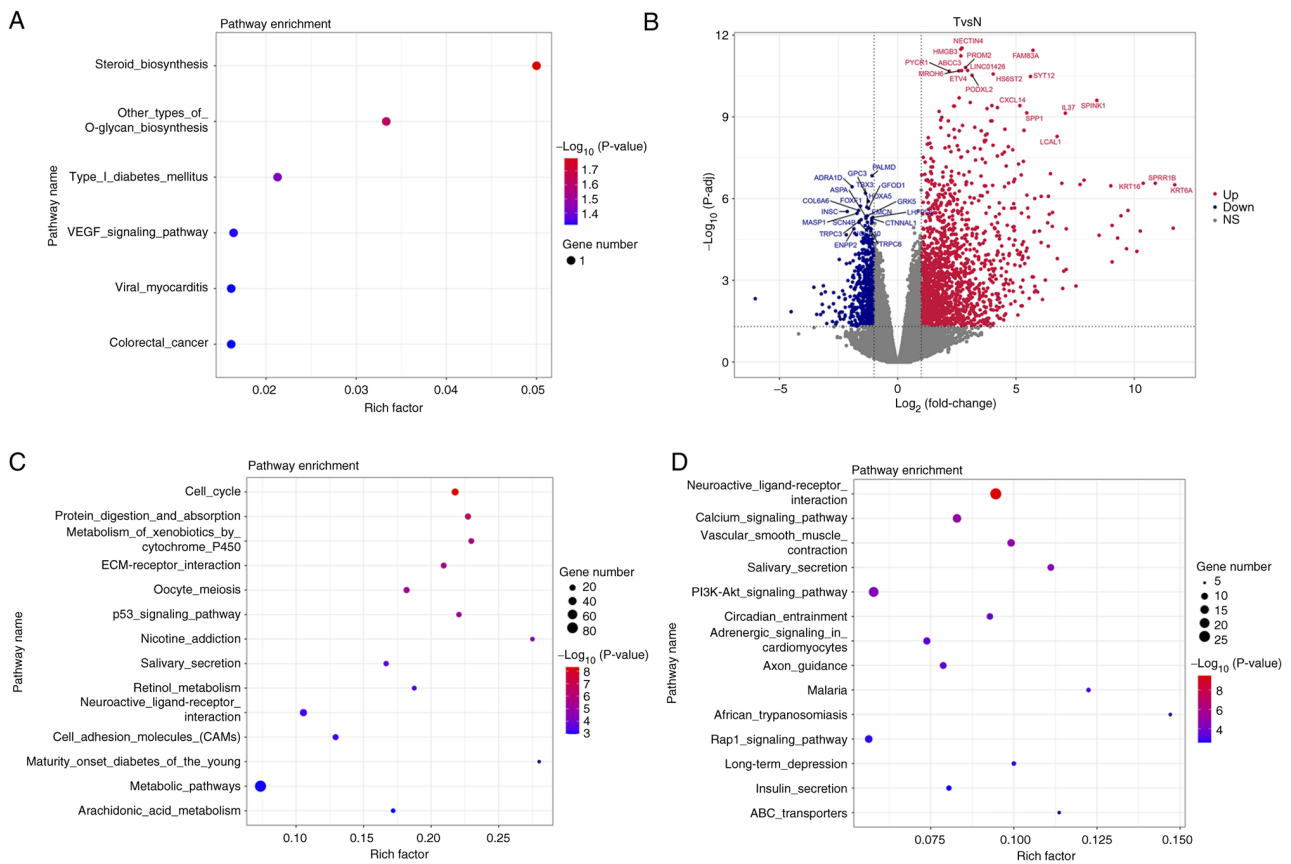 A
Pathway enrichment
Pathway name
Steroid_biosynthesis
Other_types_of_
O-glycan_biosynthesis
Type_I_diabetes_mellitus
VEGF_signaling_pathway
Viral_myocarditis
Colorectal_cancer
0.02 0.03 0.04 0.05
Rich factor
–Log10 (P-value)
1.7
1.6
1.5
1.4
Gene number
1
B
TvsN
–Log10 (P-adj)
12
9
6
3
0
NECTIN4
HMGB3
PROM2
FAM83A
PYCR1
ABCC3
LINC01426
MROH6
ETV4
HS6ST2
SYT12
PODXL2
CXCL14
IL37
SPINK1
SPP1
LCAL1
KRT16
SPRR1B
KRT6A
PALMD
GPC3
ADRA1D
TBX3
GFOD1
ASPA
FOXF1
HOXA5
COL6A6
GRK5
INSC
EMCN
MASP1
SCN4B
CTNNAL1
TRPC3
ENPP2
TRPC6
−5 0 5 10
Log2 (fold-change)
Up
Down
NS
C
Pathway enrichment
Pathway name
Cell_cycle
Protein_digestion_and_absorption
Metabolism_of_xenobiotics_by_
cytochrome_P450
ECM-receptor_interaction
Oocyte_meiosis
p53_signaling_pathway
Nicotine_addiction
Salivary_secretion
Retinol_metabolism
Neuroactive_ligand-receptor_
interaction
Cell_adhesion_molecules_(CAMs)
Maturity_onset_diabetes_of_the_young
Metabolic_pathways
Arachidonic_acid_metabolism
0.10 0.15 0.20 0.25
Rich factor
Gene number
20
40
60
80
–Log10 (P-value)
8
7
6
5
4
3
D
Pathway enrichment
Pathway name
Neuroactive_ligand-receptor_
interaction
Calcium_signaling_pathway
Vascular_smooth_muscle_
contraction
Salivary_secretion
PI3K-Akt_signaling_pathway
Circadian_entrainment
Adrenergic_signaling_in_
cardiomyocytes
Axon_guidance
Malaria
African_trypanosomiasis
Rap1_signaling_pathway
Long-term_depression
Insulin_secretion
ABC_transporters
0.075 0.100 0.125 0.150
Rich factor
Gene number
5
10
15
20
25
–Log10 (P-value)
8
6
4